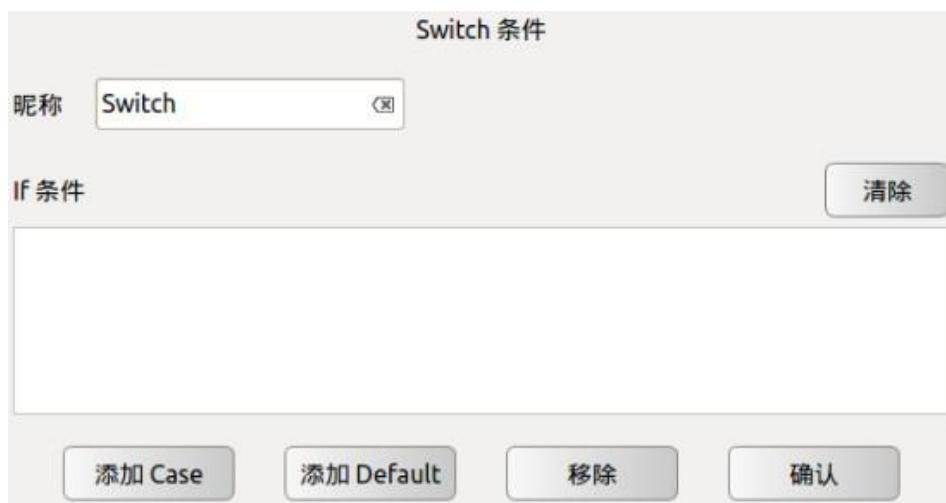 Switch 条件
昵称 Switch
If 条件 清除
添加 Case 添加 Default 移除 确认